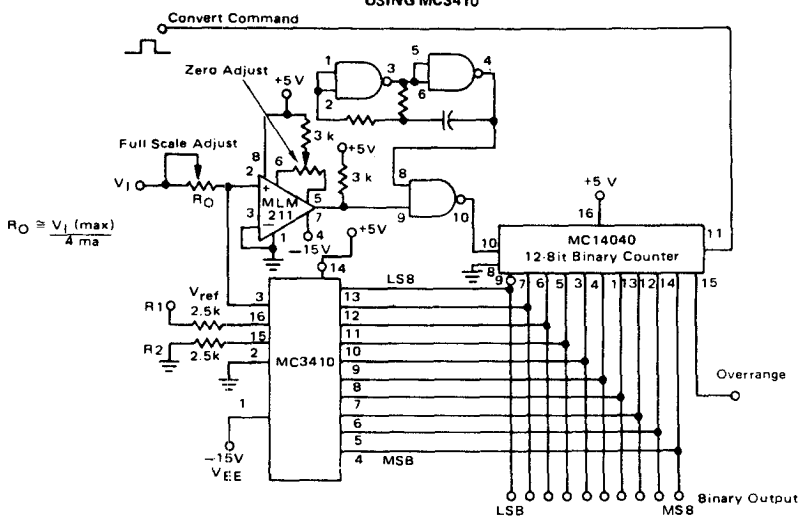 USING MC3410
Convert Command
Zero Adjust
+5 V
Full Scale Adjust
V_I
R_O
R_O ≅ V_I (max) / 4 ma
1
2
3
4
5
6
3 k
+5V
3 k
8
6
2
+
MLM
211
−
3
1
5
7
4
−15V
+5V
8
9
10
+5 V
16
10
MC14040
12-Bit Binary Counter
11
8
9
7
6
5
3
4
1
13
12
14
15
14
LS8
V_ref
R1
2.5k
R2
2.5k
3
16
15
2
1
MC3410
13
12
11
10
9
8
7
6
5
4
MSB
−15V
V_EE
Overrange
LSB
MS8
Binary Output